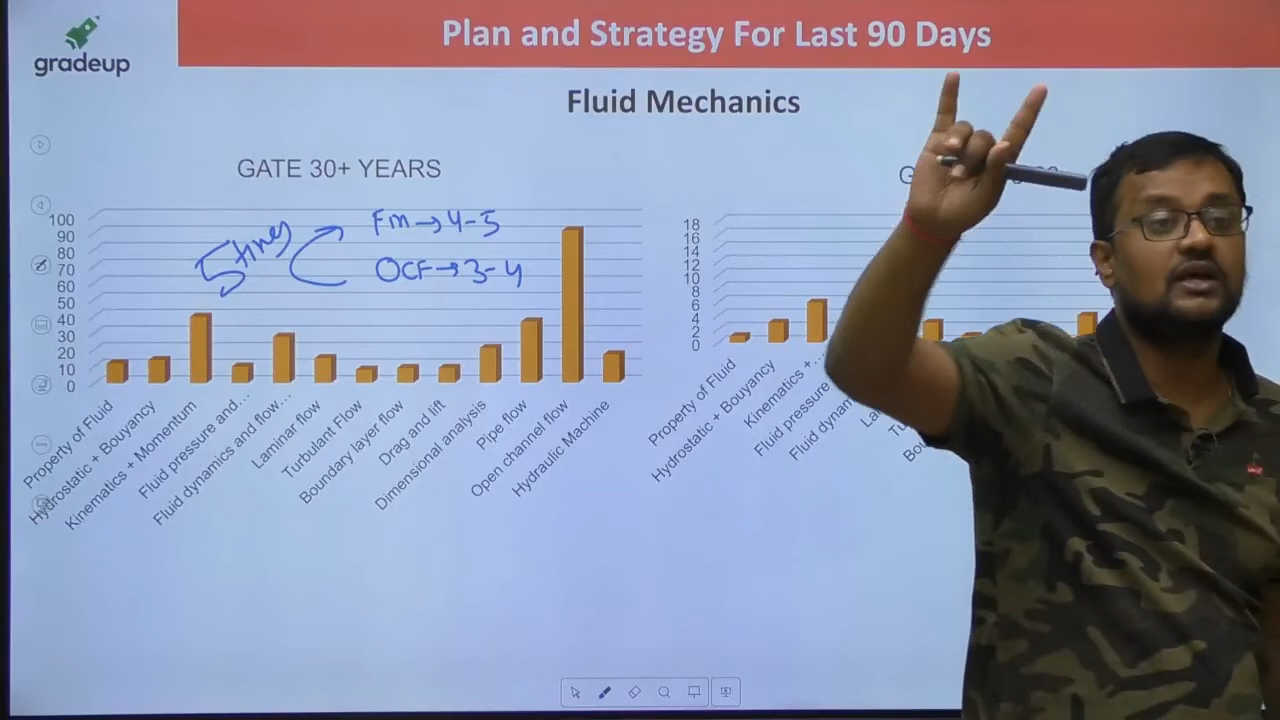 Plan and Strategy For Last 90 Days
gradeup
Fluid Mechanics
GATE 30+ YEARS
5 times
Fm → 4-5
OCF → 3-4
100
90
80
70
60
50
40
30
20
10
0
Property of Fluid
Hydrostatic + Bouyancy
Kinematics + Momentum
Fluid pressure and...
Fluid dynamics and flow...
Laminar flow
Turbulant Flow
Boundary layer flow
Drag and lift
Dimensional analysis
Pipe flow
Open channel flow
Hydraulic Machine
18
16
14
12
10
8
6
4
2
0
Property of Fluid
Hydrostatic + Bouyancy
Kinematics +...
Fluid pressure
Fluid